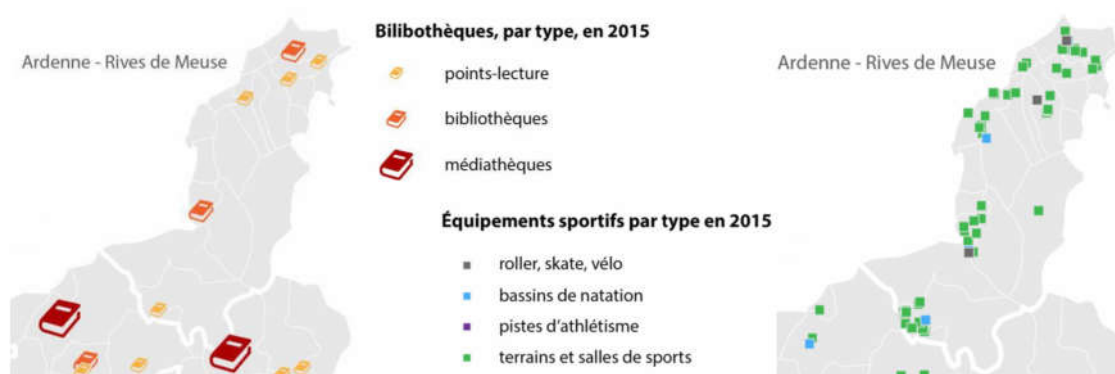 Bilibothèques, par type, en 2015
Ardenne - Rives de Meuse
points-lecture
bibliothèques
médiathèques
Ardenne - Rives de Meuse
Équipements sportifs par type en 2015
roller, skate, vélo
bassins de natation
pistes d'athlétisme
terrains et salles de sports